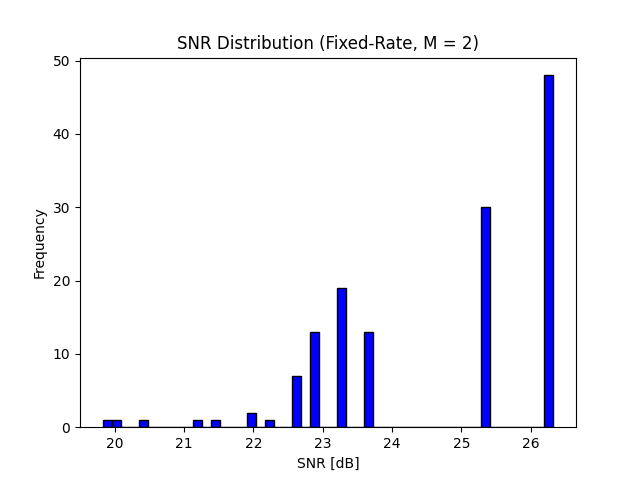 SNR Distribution (Fixed-Rate, M = 2)
50
40
30
20
10
0
Frequency
20 21 22 23 24 25 26
SNR [dB]